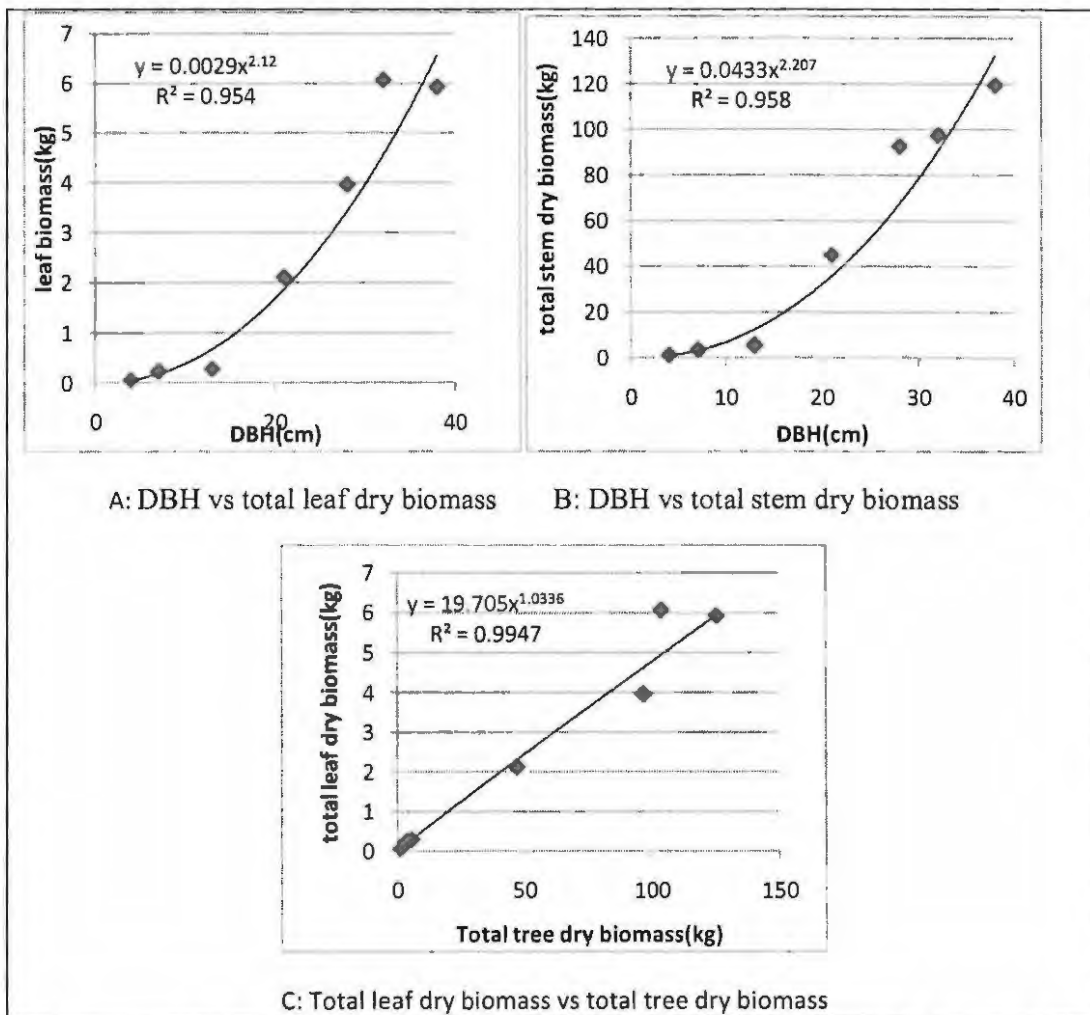 7
6
5
4
3
2
1
0
leaf biomass(kg)
y = 0.0029x^2.12
R² = 0.954
0
20
40
DBH(cm)
140
120
100
80
60
40
20
0
total stem dry biomass(kg)
y = 0.0433x^2.207
R² = 0.958
0
10
20
30
40
DBH(cm)
A: DBH vs total leaf dry biomass
B: DBH vs total stem dry biomass
7
6
5
4
3
2
1
0
total leaf dry biomass(kg)
y = 19.705x^1.0336
R² = 0.9947
0
50
100
150
Total tree dry biomass(kg)
C: Total leaf dry biomass vs total tree dry biomass